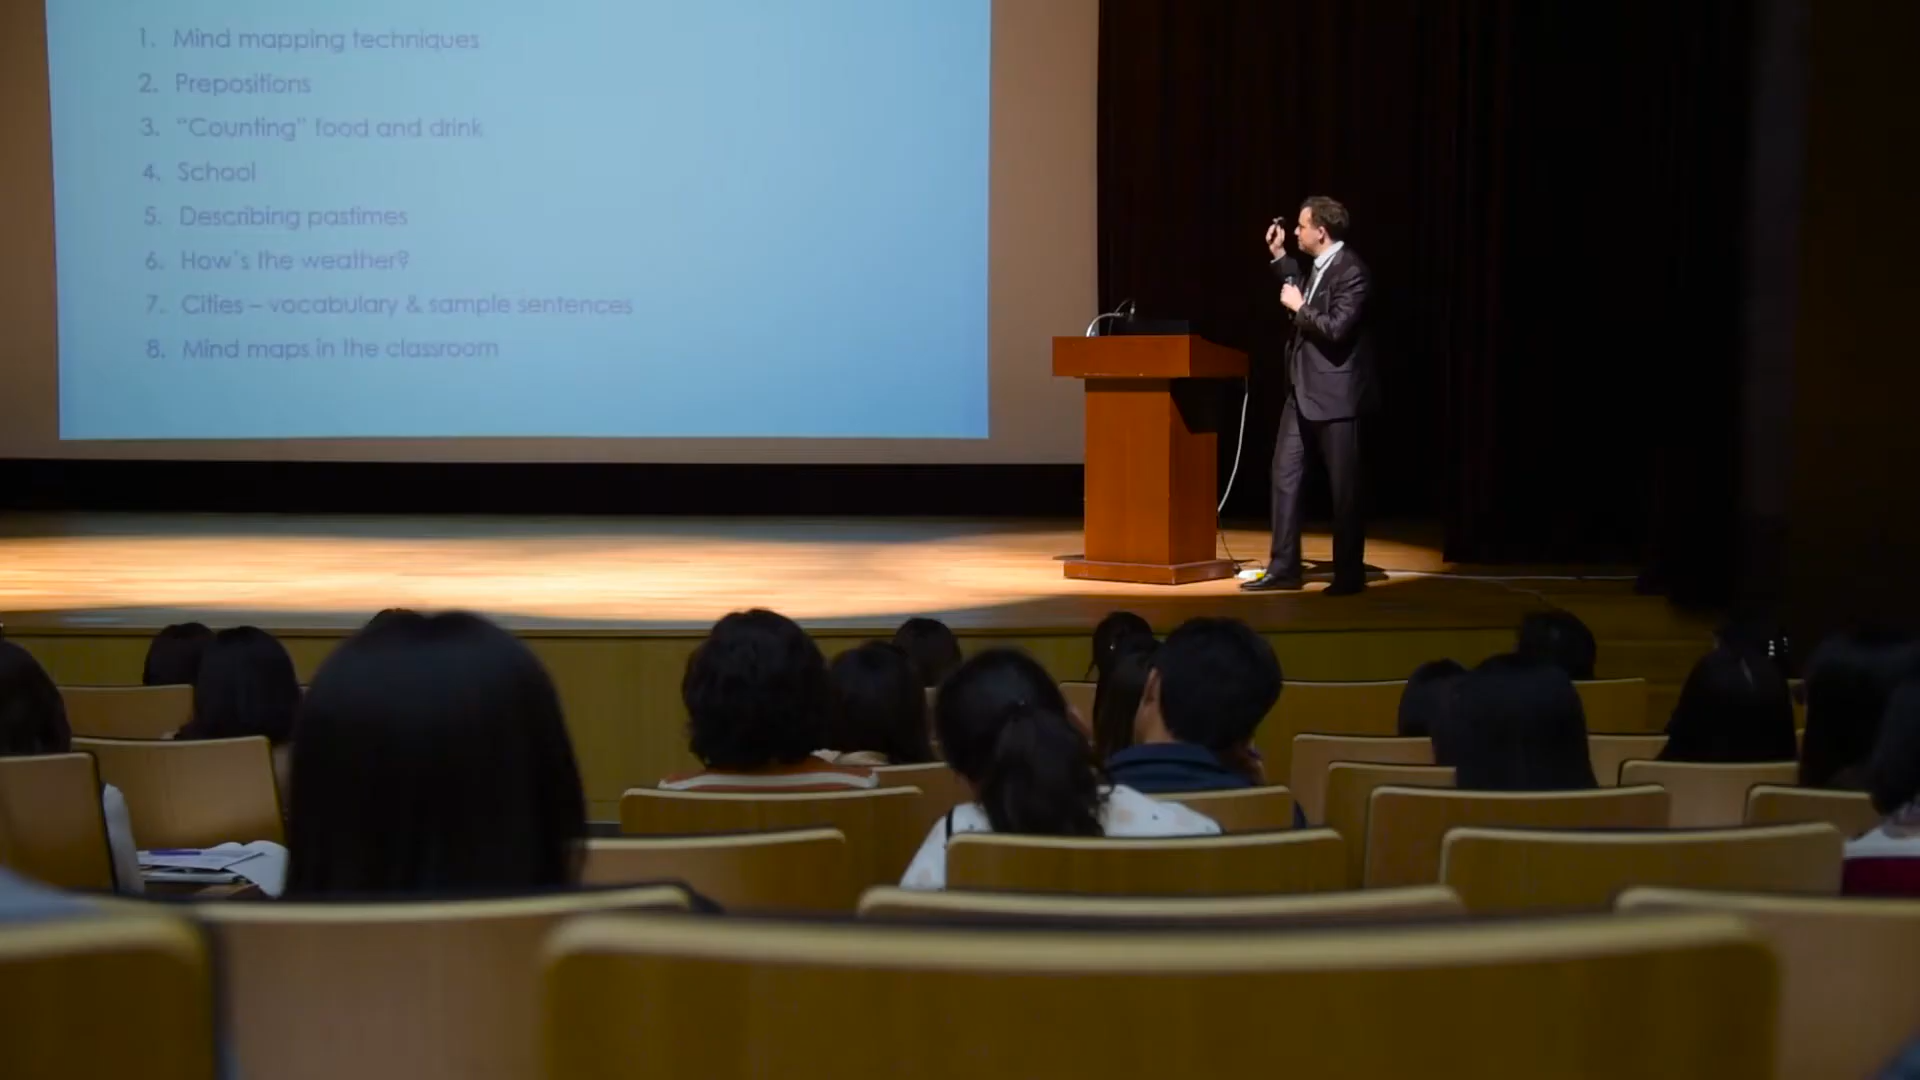 1. Mind mapping techniques
2. Prepositions
3. “Counting” food and drink
4. School
5. Describing pastimes
6. How’s the weather?
7. Cities – vocabulary & sample sentences
8. Mind maps in the classroom